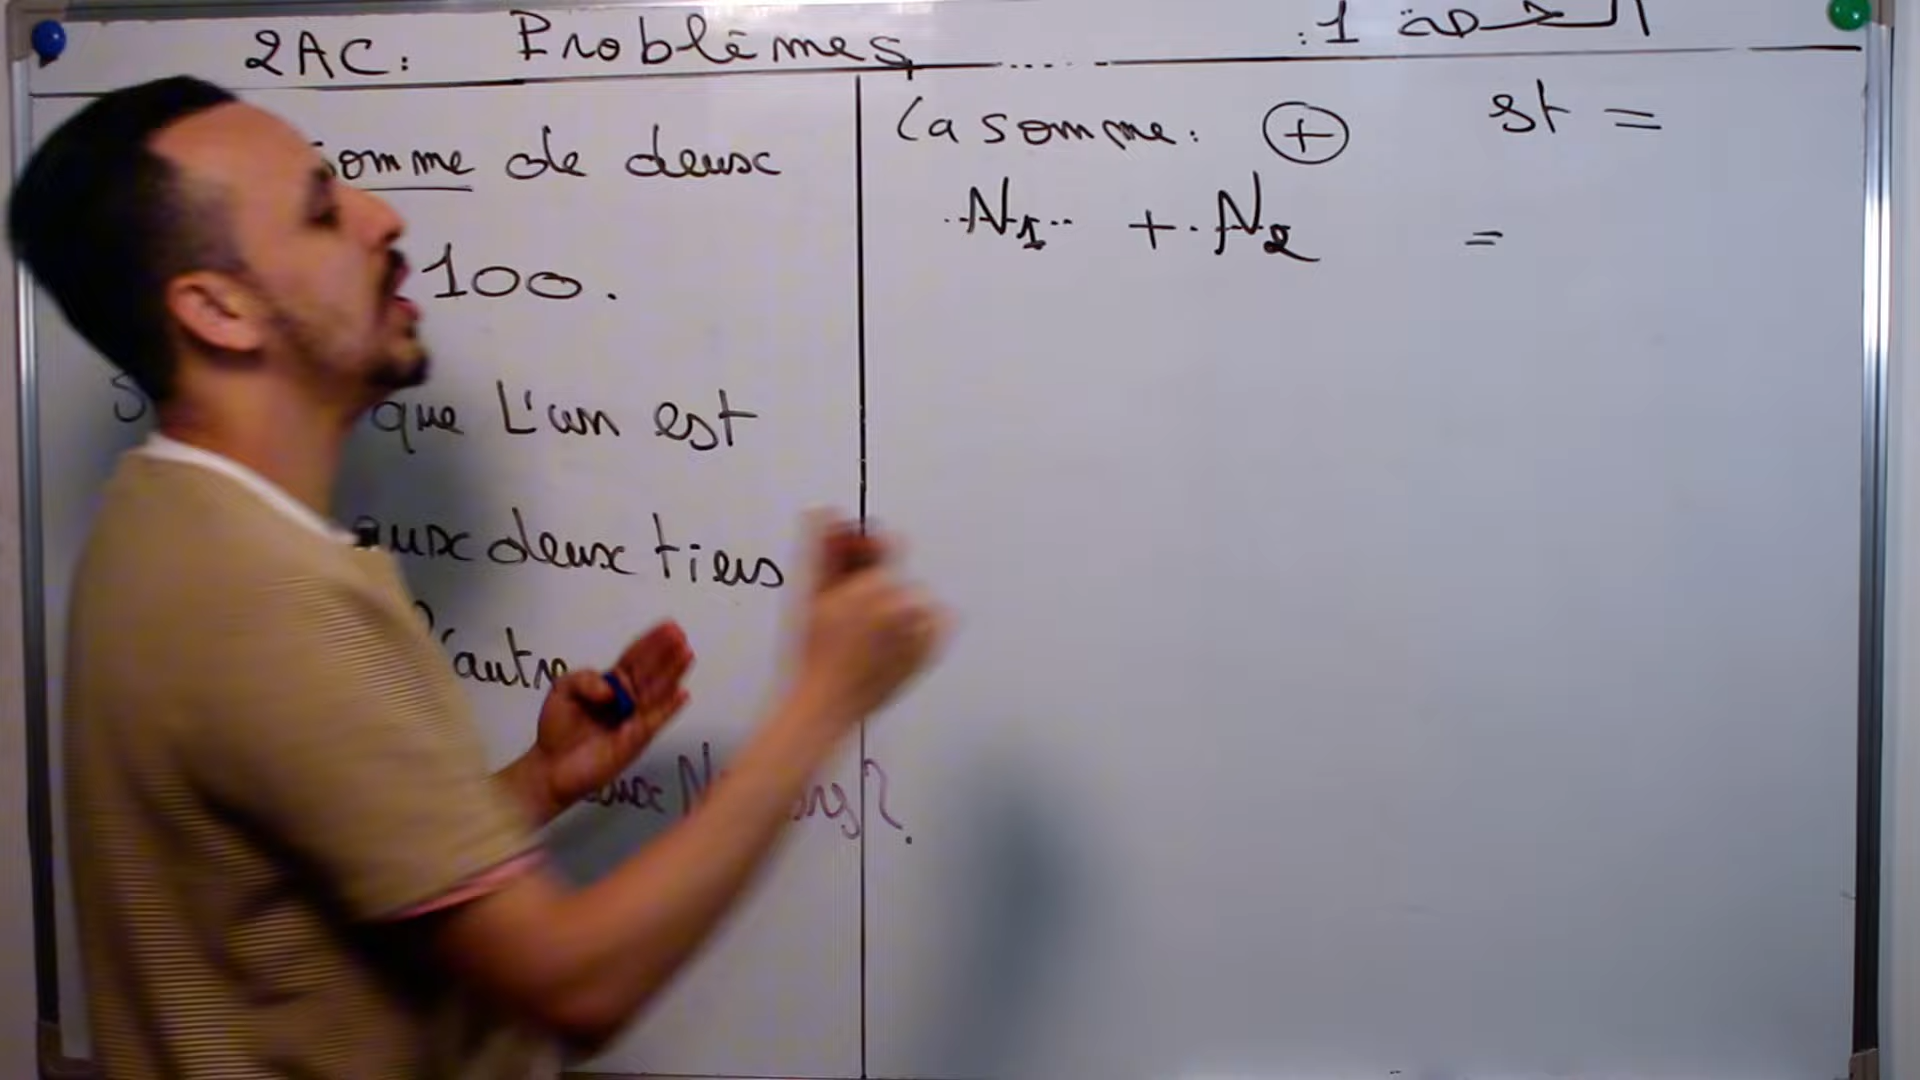 2AC: Problèmes ........ الحصة 1:
somme de deux
100.
que L'un est
aux deux tiers
l'autre
La somme: + st =
..N1.. + .N2 =